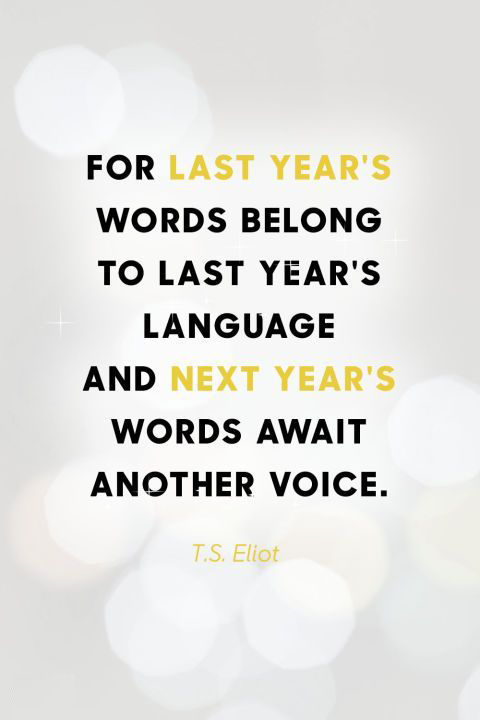 FOR LAST YEAR'S
WORDS BELONG
TO LAST YEAR'S
LANGUAGE
AND NEXT YEAR'S
WORDS AWAIT
ANOTHER VOICE.
T.S. Eliot